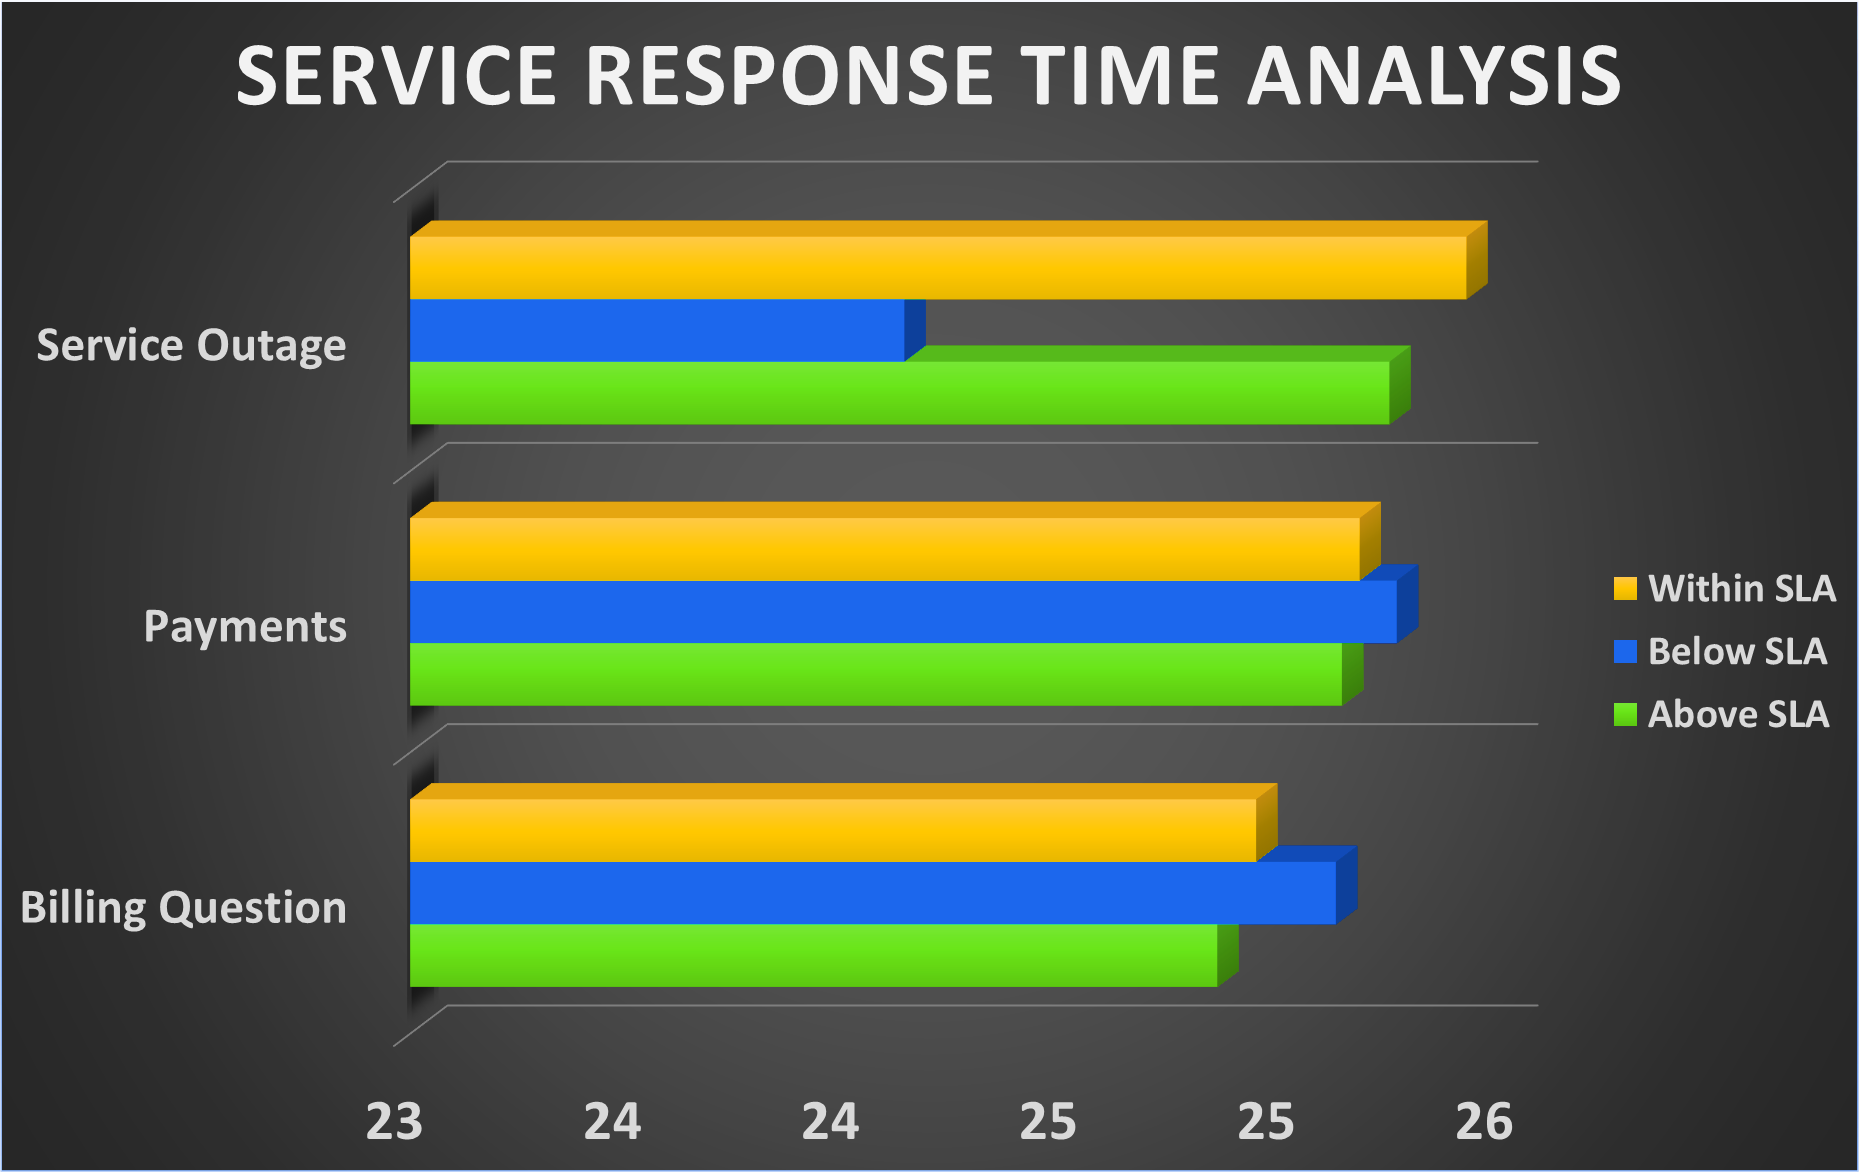 SERVICE RESPONSE TIME ANALYSIS
Service Outage
Payments
Billing Question
Within SLA
Below SLA
Above SLA
23 24 24 25 25 26